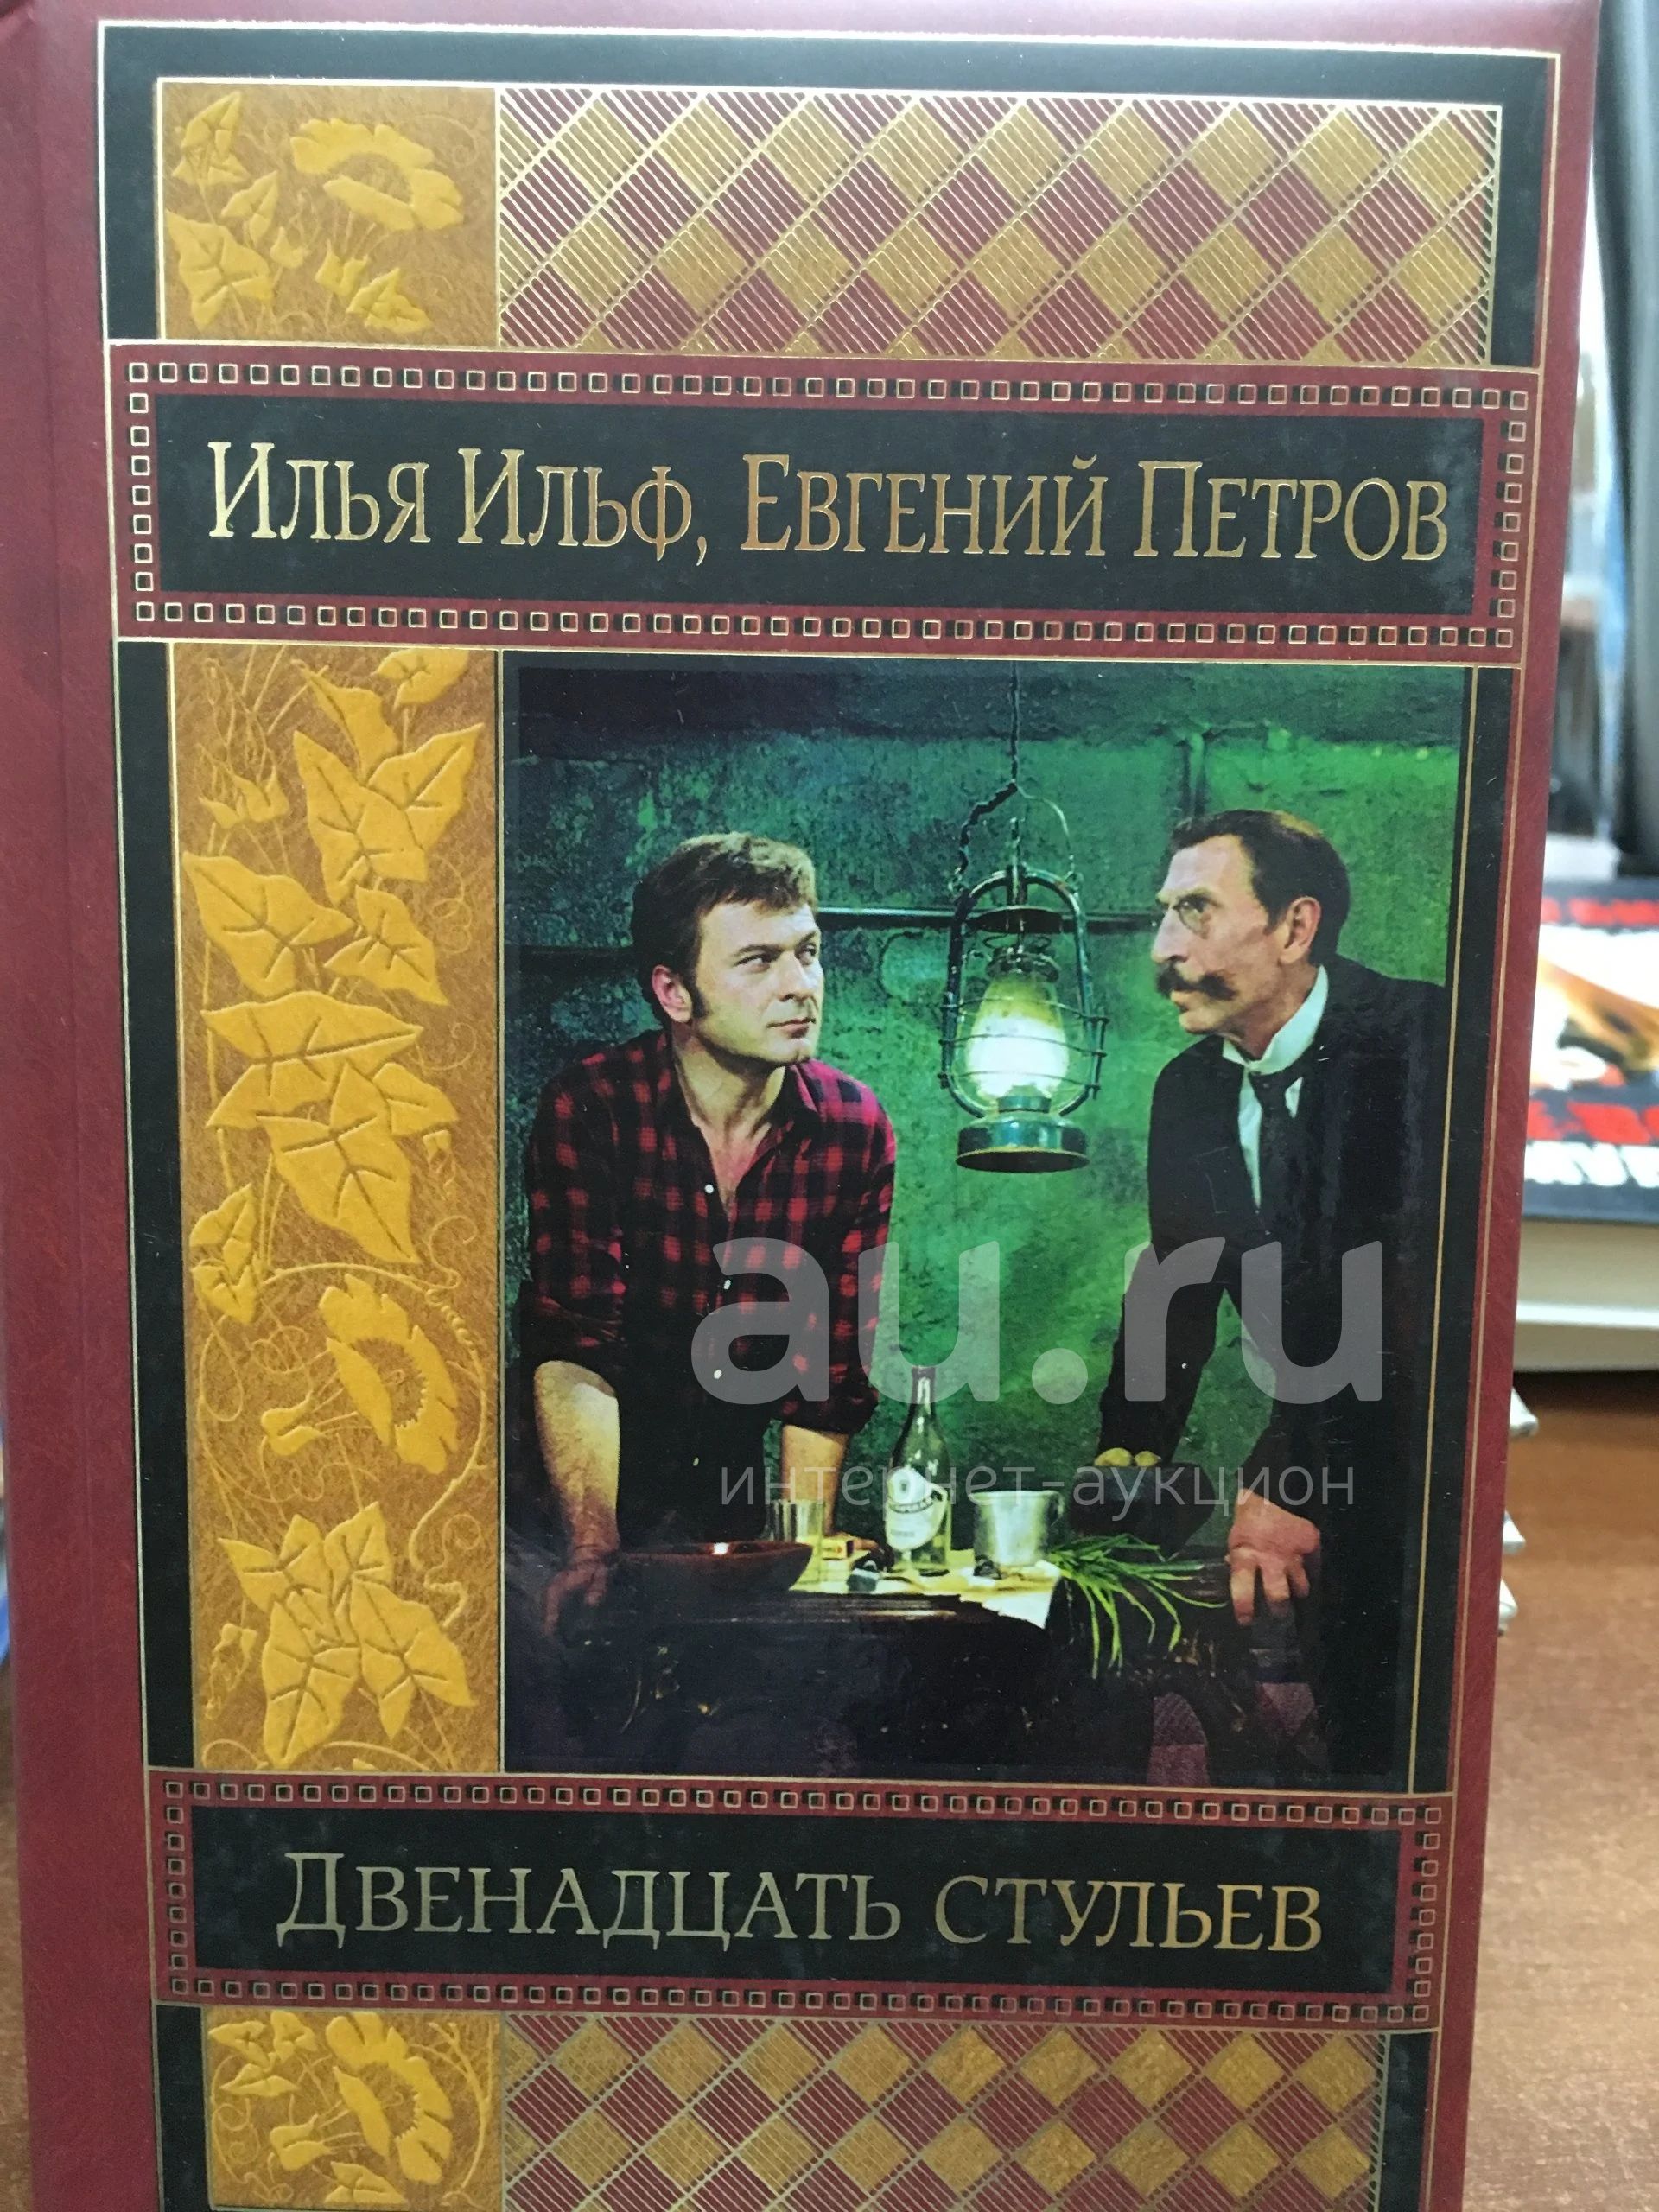 Илья Ильф, Евгений Петров
au.ru
интернет-аукцион
Двенадцать стульев